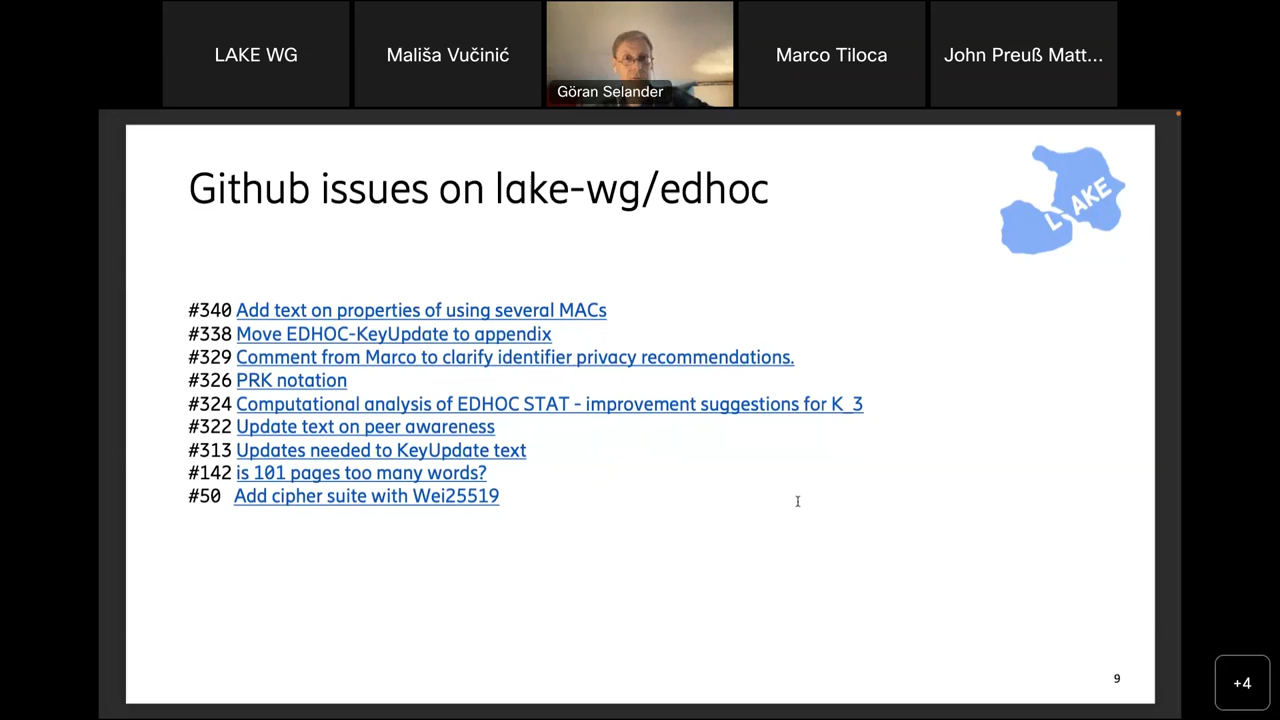 LAKE WG
Mališa Vučinić
Göran Selander
Marco Tiloca
John Preuß Matt...
Github issues on lake-wg/edhoc
LAKE
#340 Add text on properties of using several MACs
#338 Move EDHOC-KeyUpdate to appendix
#329 Comment from Marco to clarify identifier privacy recommendations.
#326 PRK notation
#324 Computational analysis of EDHOC STAT - improvement suggestions for K_3
#322 Update text on peer awareness
#313 Updates needed to KeyUpdate text
#142 is 101 pages too many words?
#50 Add cipher suite with Wei25519
9
+4